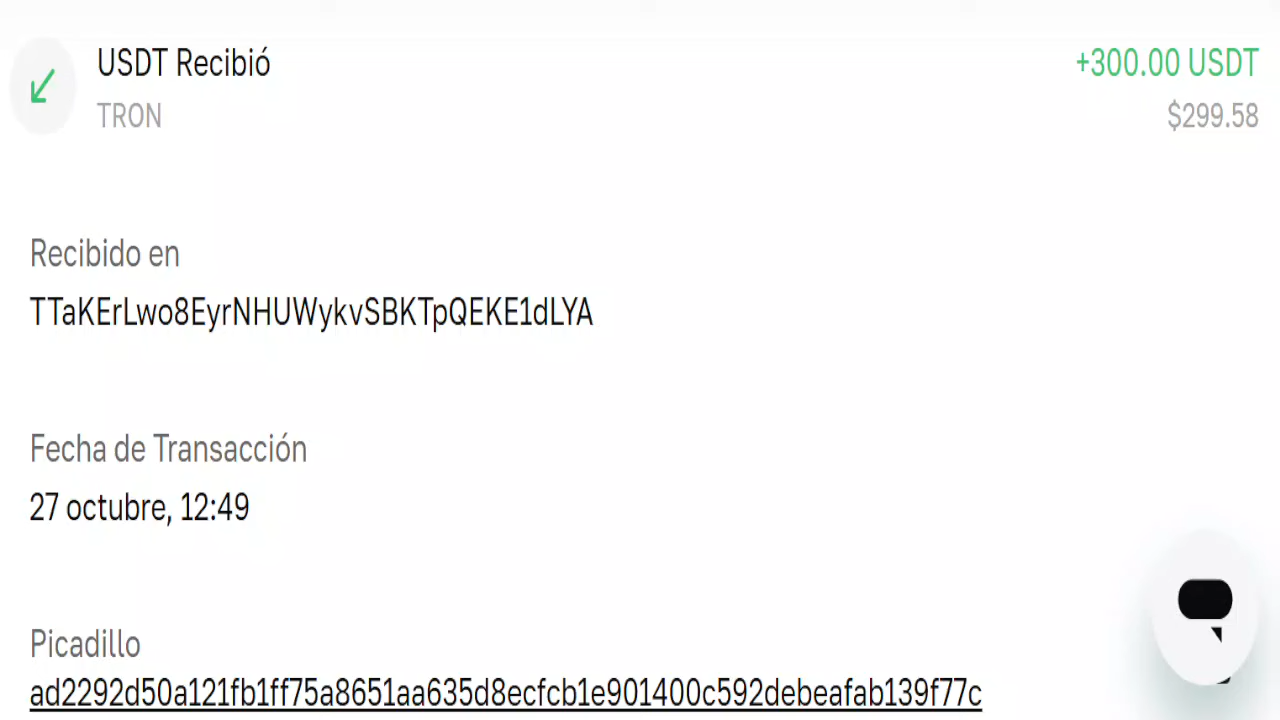 USDT Recibió
+300.00 USDT
TRON
$299.58
Recibido en
TTaKErLwo8EyrNHUWykvSBKTpQEKE1dLYA
Fecha de Transacción
27 octubre, 12:49
Picadillo
ad2292d50a121fb1ff75a8651aa635d8ecfcb1e901400c592debeafab139f77c